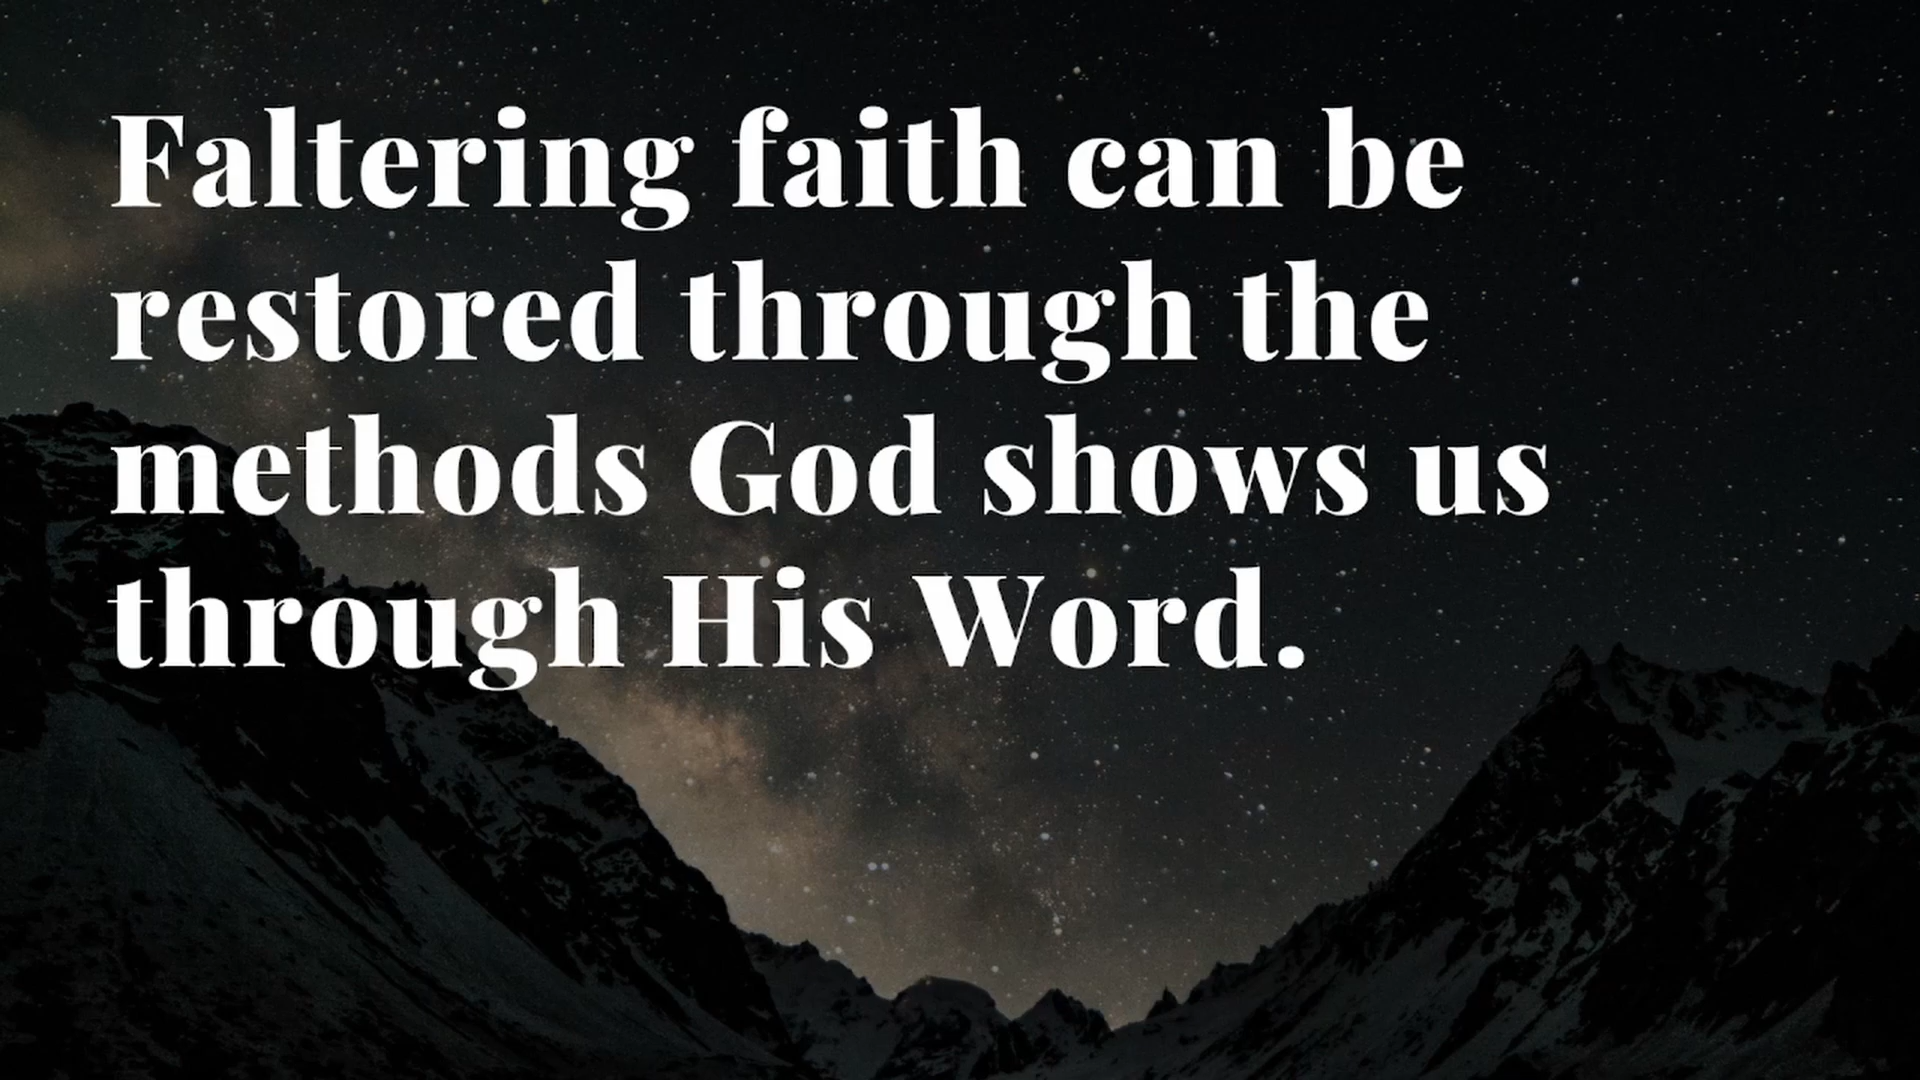 Faltering faith can be
restored through the
methods God shows us
through His Word.